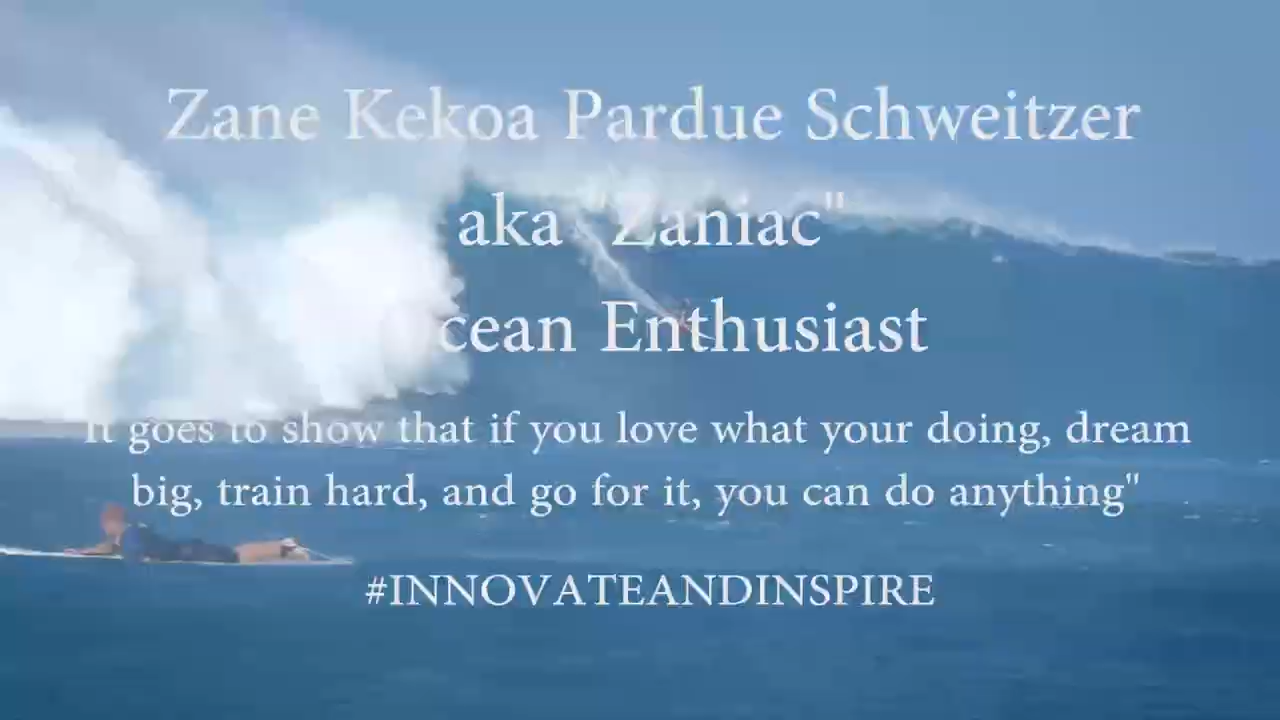 Zane Kekoa Pardue Schweitzer
aka "Zaniac"
Ocean Enthusiast
It goes to show that if you love what your doing, dream
big, train hard, and go for it, you can do anything"
#INNOVATEANDINSPIRE